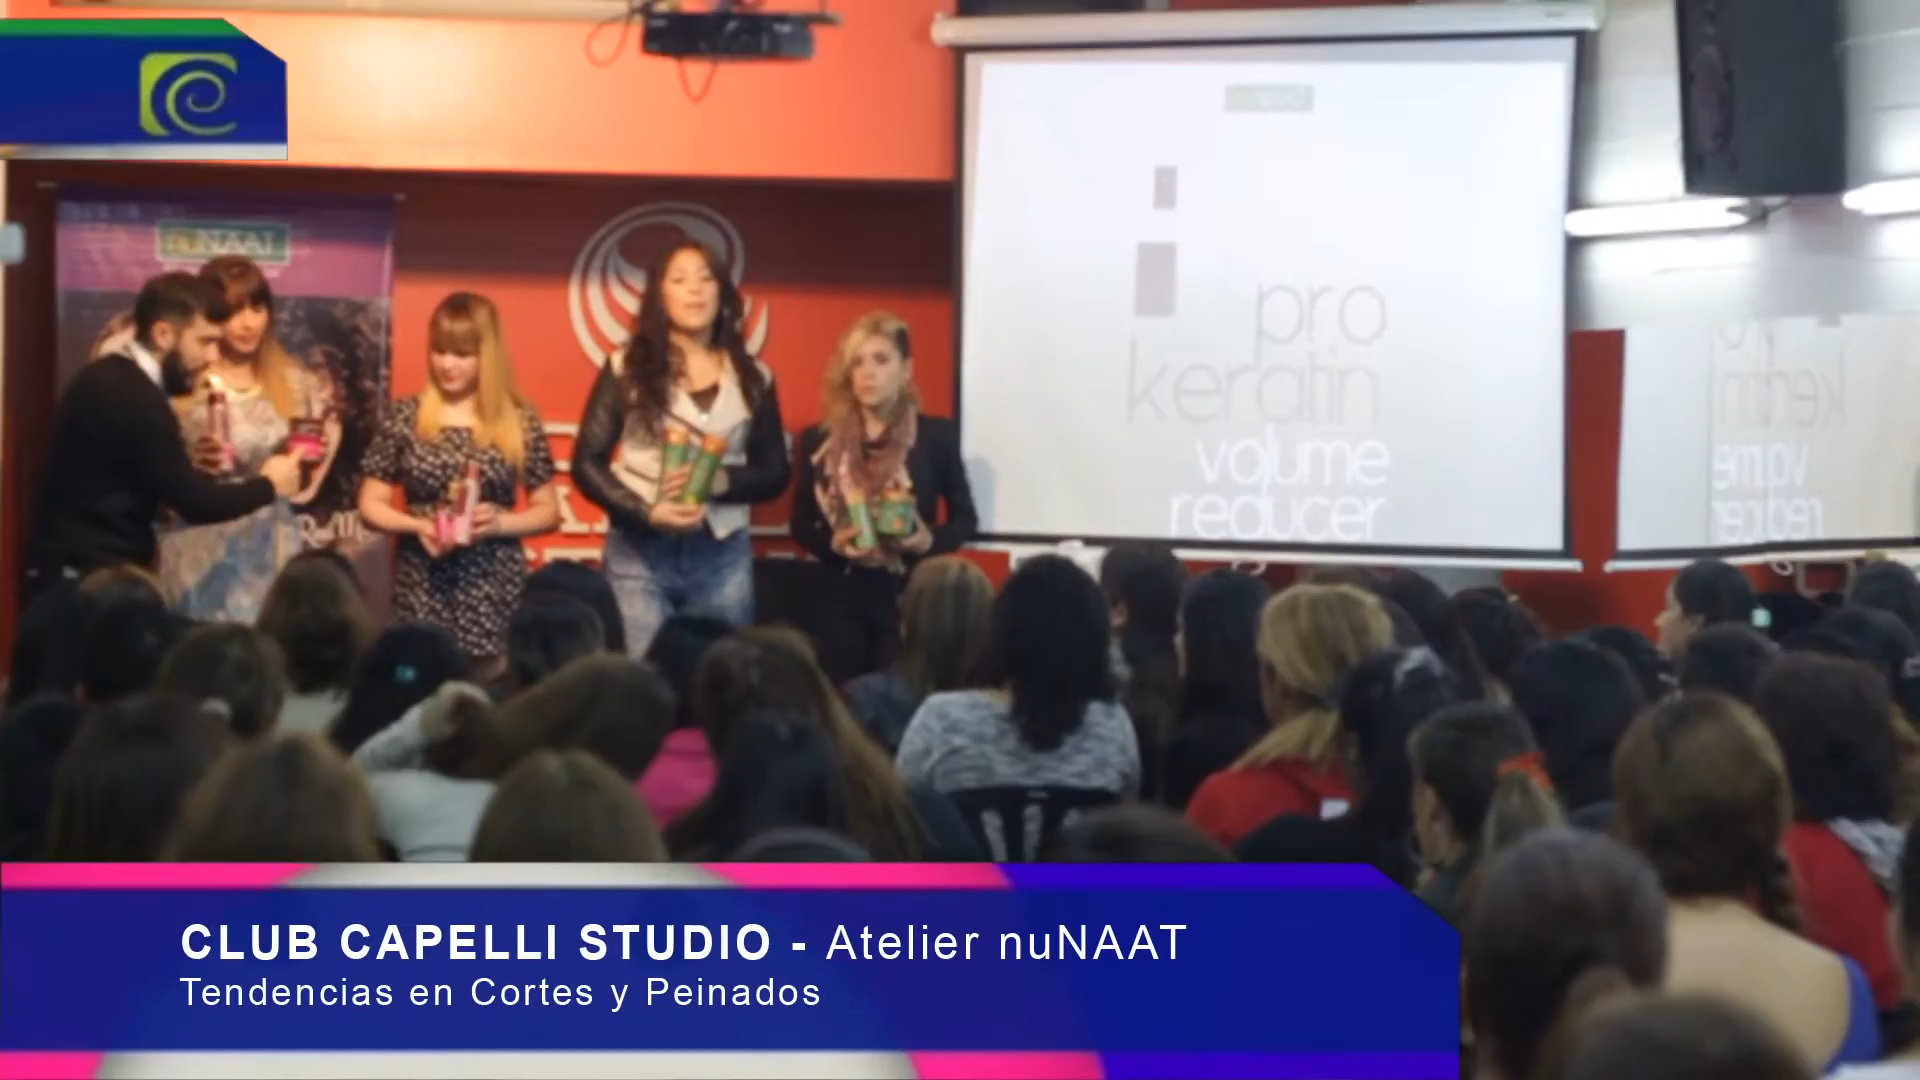 nuNAAT
pro
keratin
volume
reducer
CLUB CAPELLI STUDIO - Atelier nuNAAT
Tendencias en Cortes y Peinados